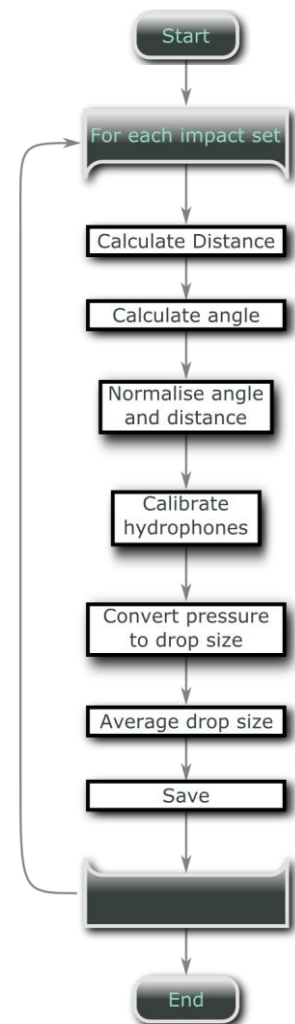 Start
For each impact set
Calculate Distance
Calculate angle
Normalise angle
and distance
Calibrate
hydrophones
Convert pressure
to drop size
Average drop size
Save
End